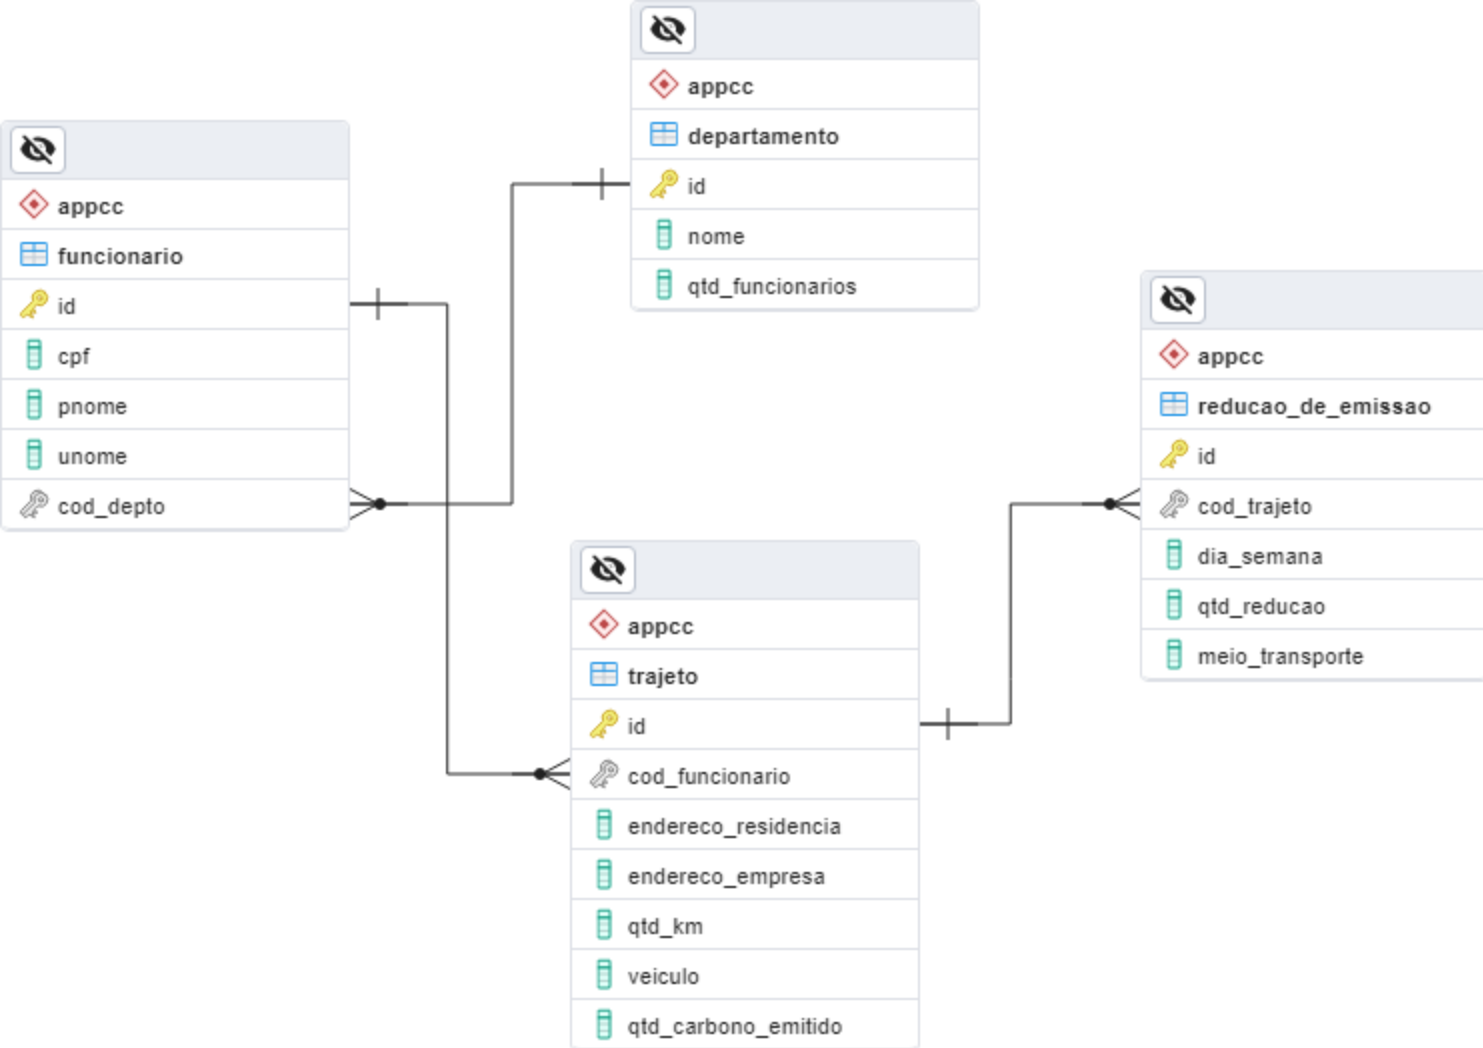 appcc
departamento
id
nome
qtd_funcionarios
appcc
funcionario
id
cpf
pnome
unome
cod_depto
appcc
reducao_de_emissao
id
cod_trajeto
dia_semana
qtd_reducao
meio_transporte
appcc
trajeto
id
cod_funcionario
endereco_residencia
endereco_empresa
qtd_km
veiculo
qtd_carbono_emitido